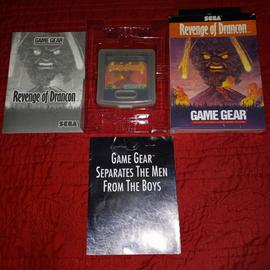 GAME GEAR
Revenge of Drancon
SEGA
SEGA
Revenge of Drancon
GAME GEAR
GAME GEAR
SEPARATES THE MEN
FROM THE BOYS